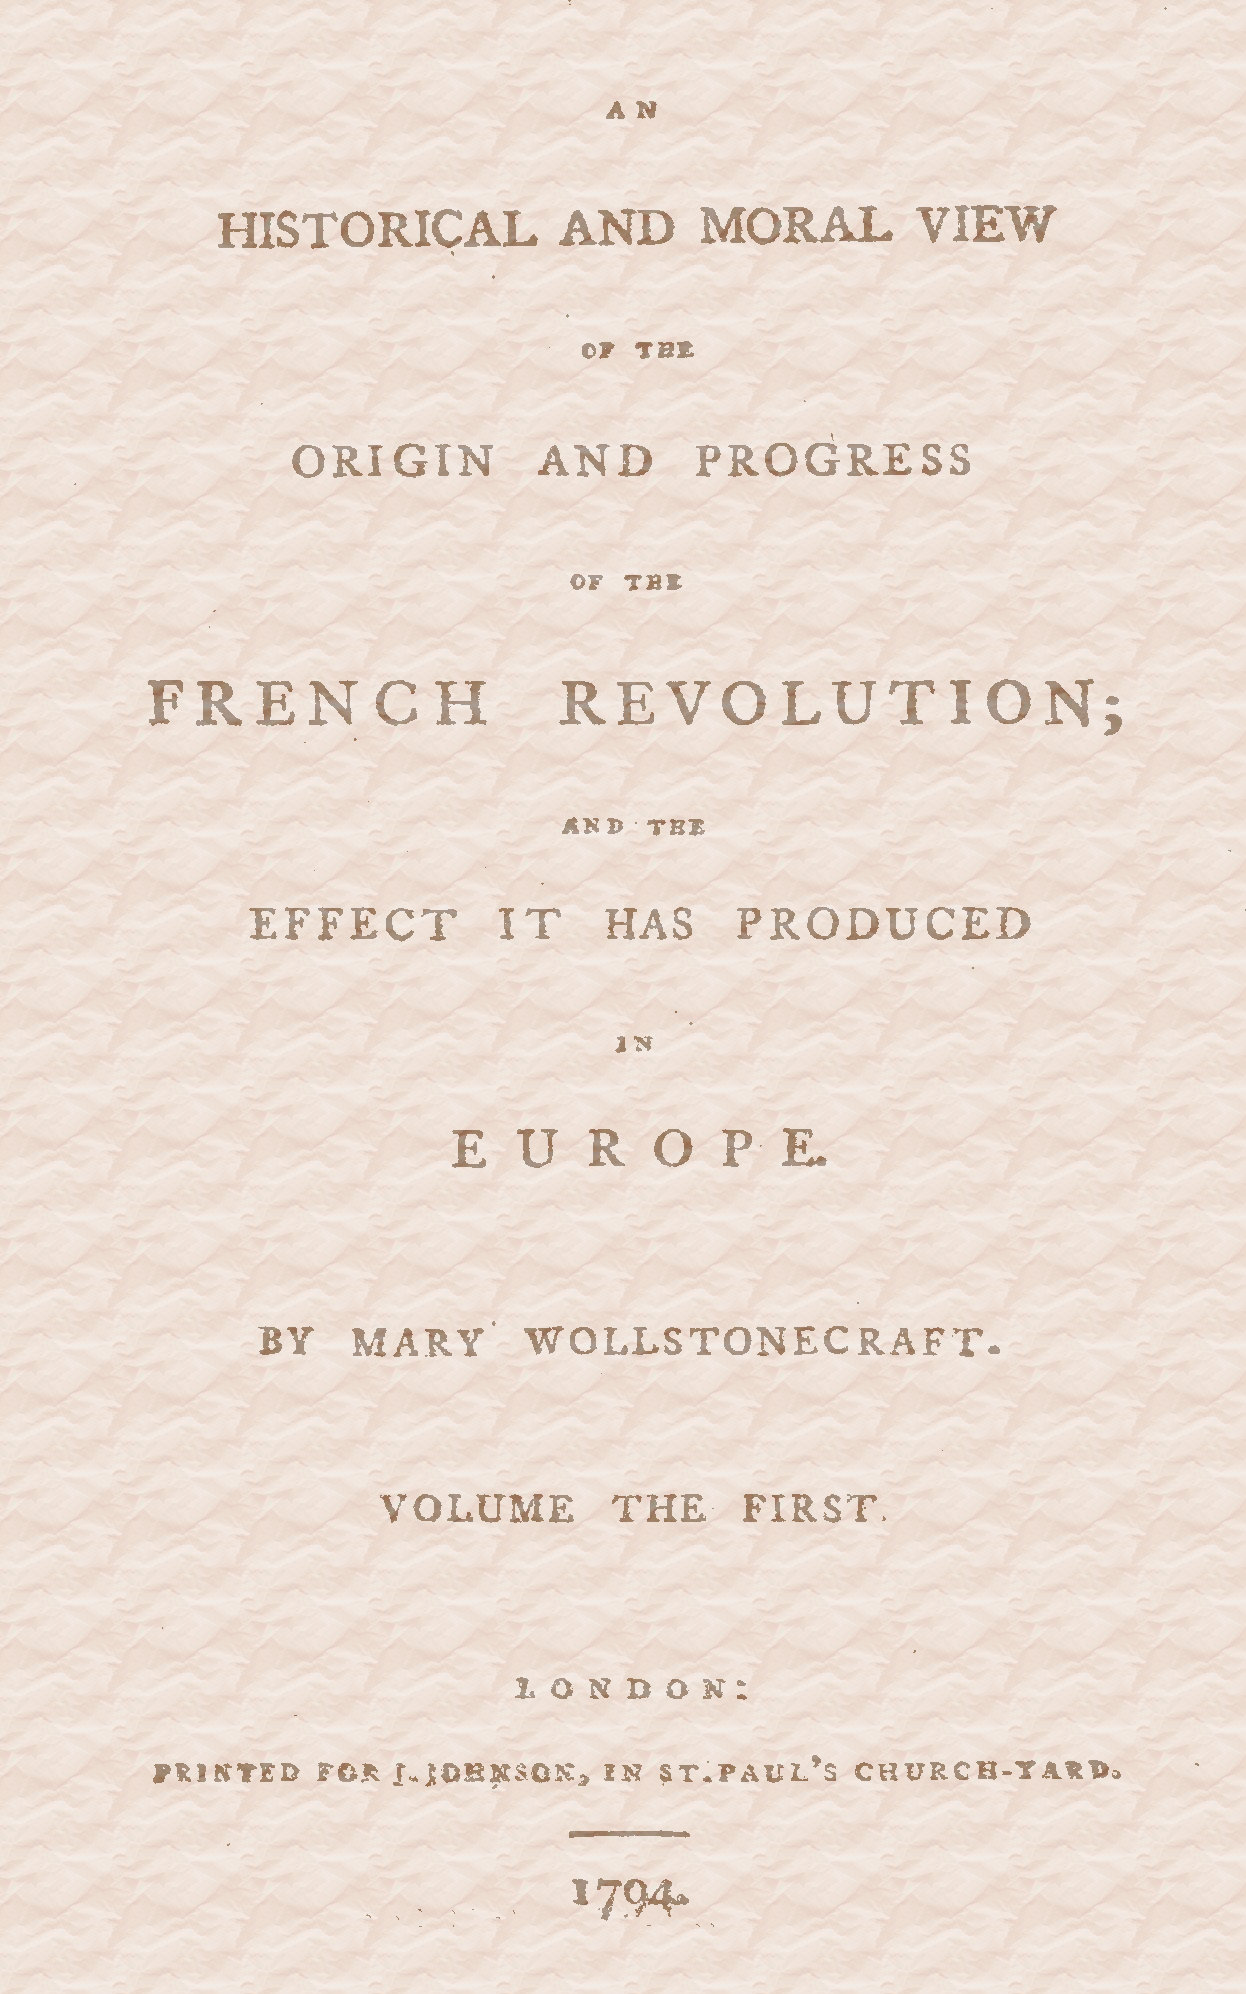 AN
HISTORICAL AND MORAL VIEW
OF THE
ORIGIN AND PROGRESS
OF THE
FRENCH REVOLUTION;
AND THE
EFFECT IT HAS PRODUCED
IN
EUROPE.
BY MARY WOLLSTONECRAFT.
VOLUME THE FIRST.
LONDON:
PRINTED FOR J. JOHNSON, IN ST. PAUL'S CHURCH-YARD.
1794.